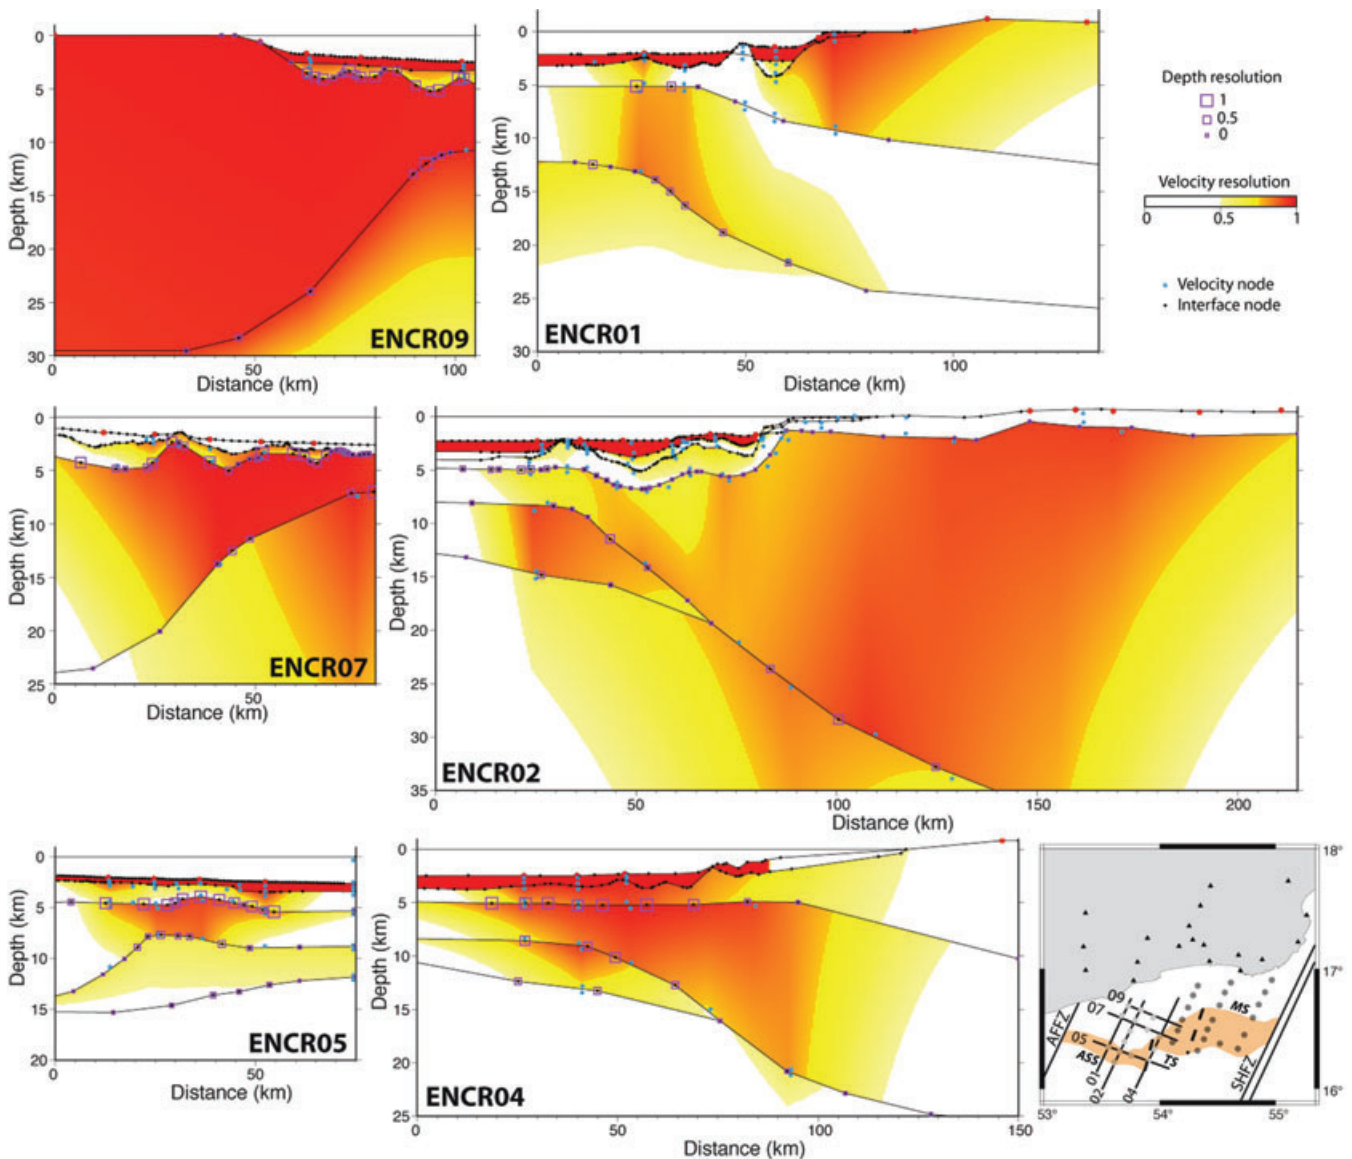 0
5
10
15
20
25
30
Depth (km)
0
50
100
Distance (km)
ENCR09
0
5
10
15
20
25
30
Depth (km)
0
50
100
Distance (km)
ENCR01
Depth resolution
1
0.5
0
Velocity resolution
0
0.5
1
Velocity node
Interface node
0
5
10
15
20
25
Depth (km)
0
50
Distance (km)
ENCR07
0
5
10
15
20
25
30
35
Depth (km)
0
50
100
150
200
Distance (km)
ENCR02
0
5
10
15
20
Depth (km)
0
50
Distance (km)
ENCR05
0
5
10
15
20
25
Depth (km)
0
50
100
150
Distance (km)
ENCR04
18°
17°
16°
53°
54°
55°
09
07
05
01
02
04
AFFZ
ASS
TS
MS
SHFZ